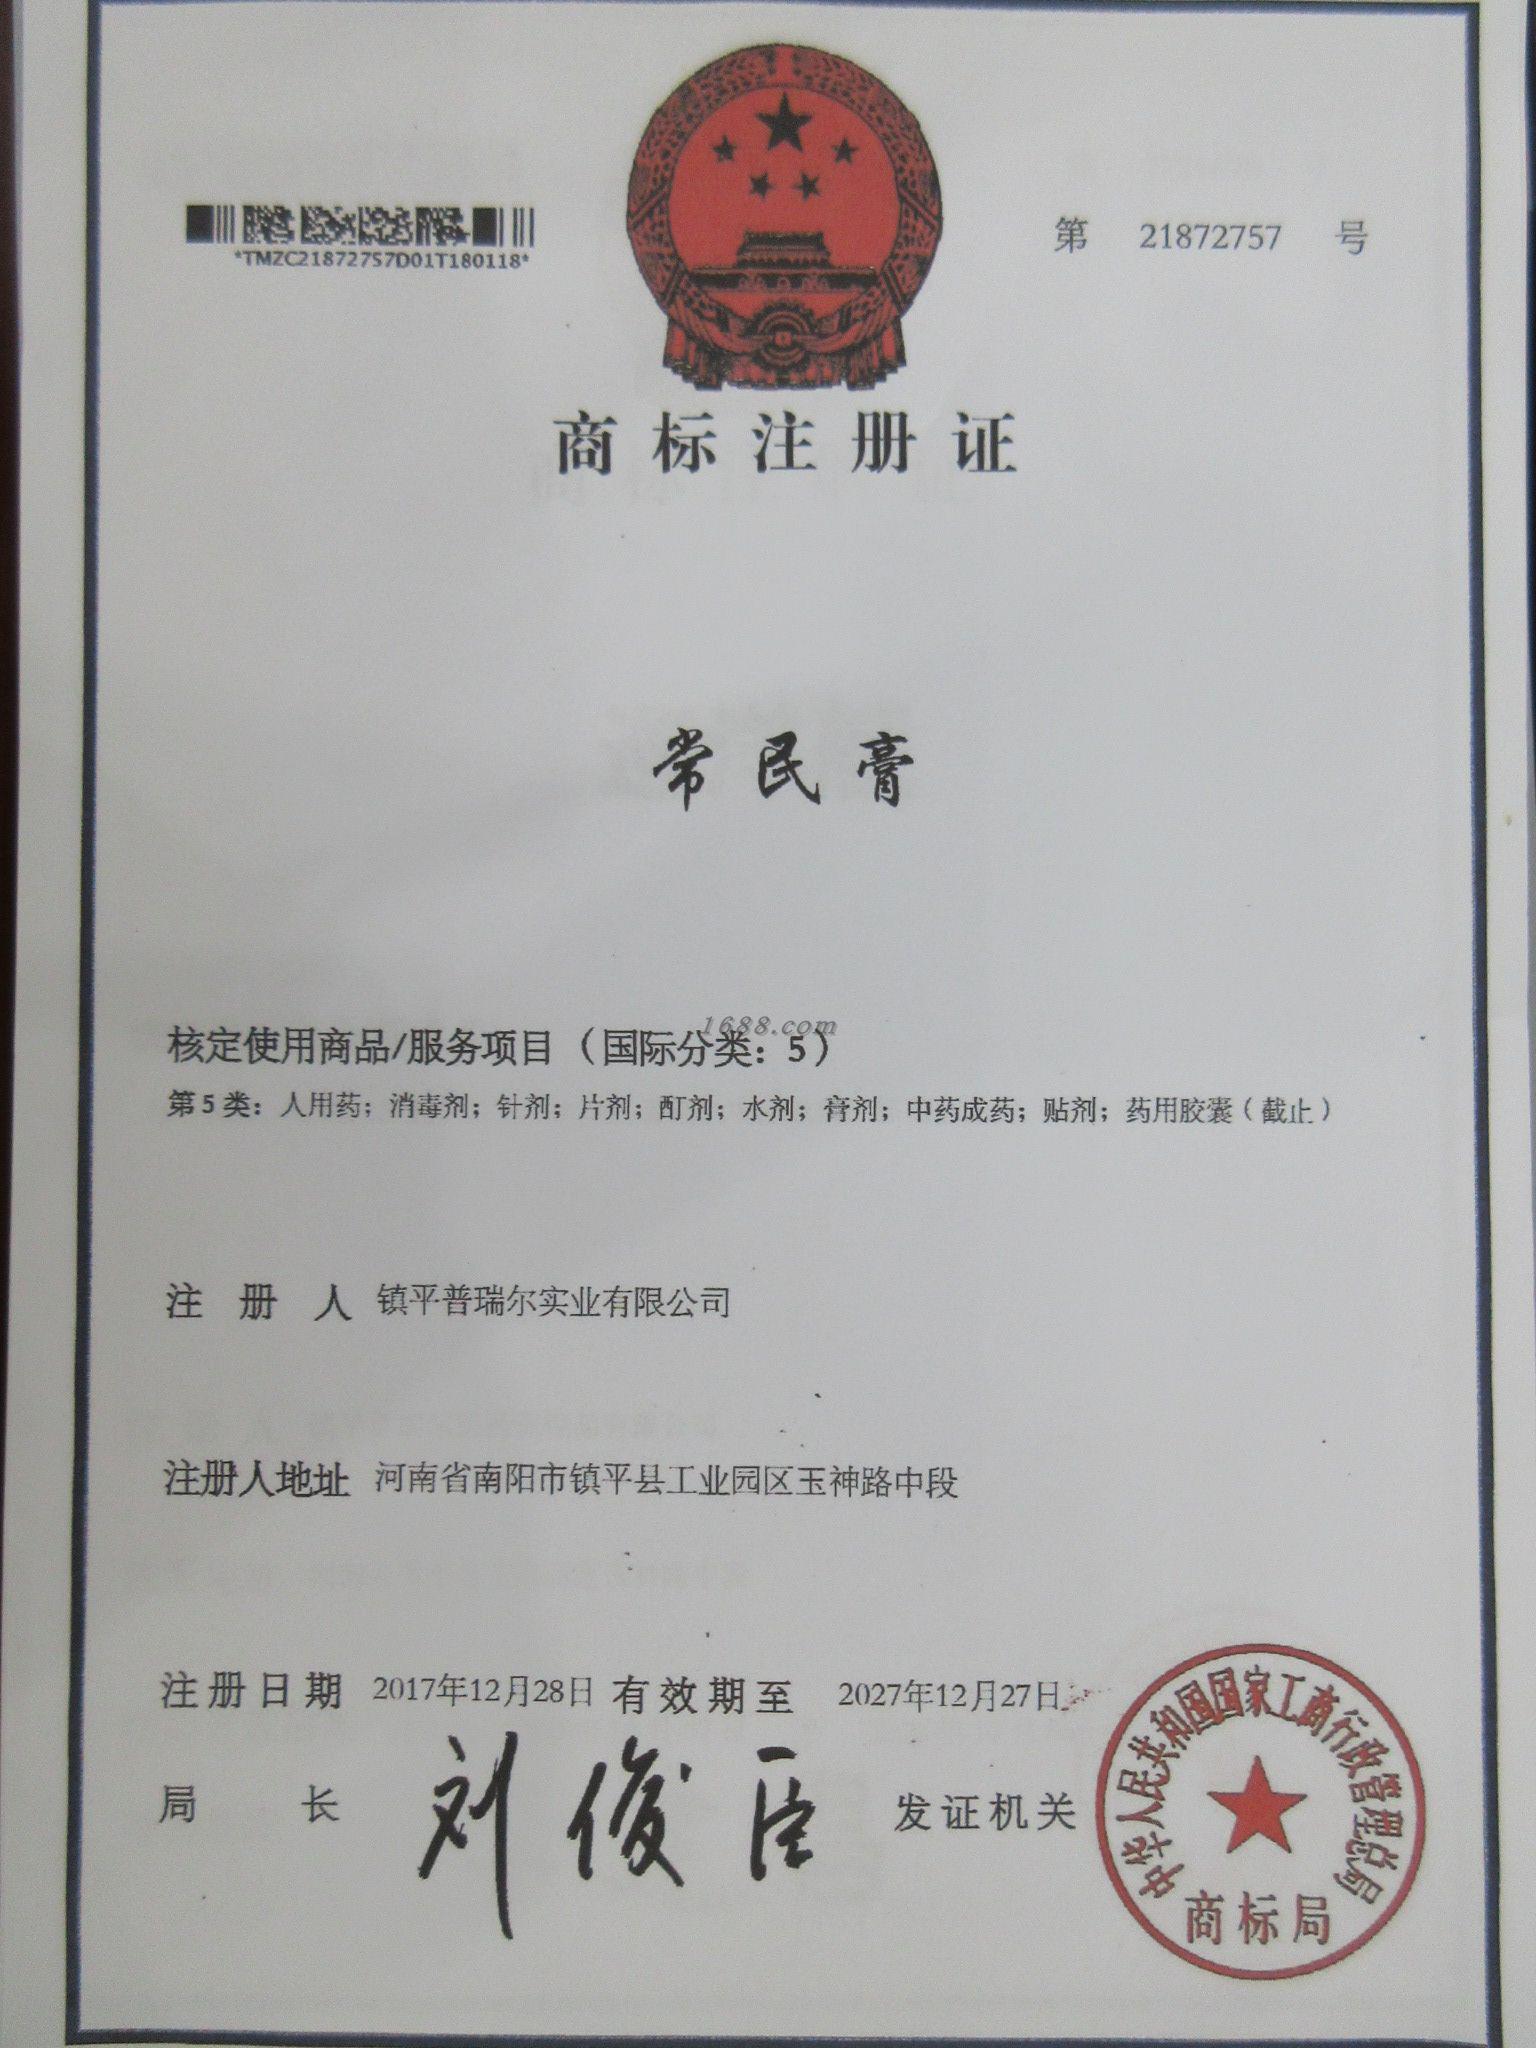 *TMZC21872757D01T180118*
第 21872757 号
商标注册证
常民膏
1688.com
核定使用商品/服务项目（国际分类：5）
第5类：人用药；消毒剂；针剂；片剂；酊剂；水剂；膏剂；中药成药；贴剂；药用胶囊（截止）
注册人 镇平普瑞尔实业有限公司
注册人地址 河南省南阳市镇平县工业园区玉神路中段
注册日期 2017年12月28日 有效期至 2027年12月27日
局长 刘俊臣 发证机关
中华人民共和国国家工商行政管理总局
商标局